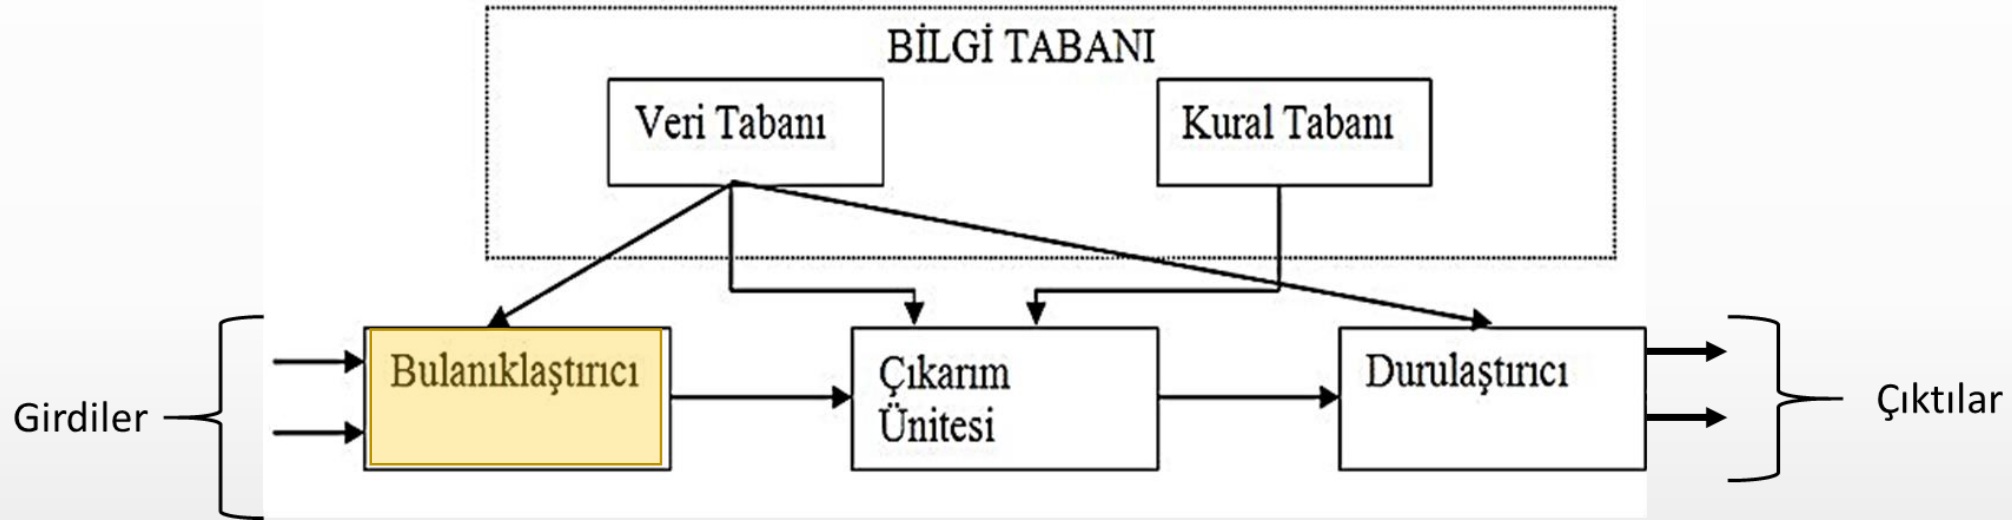 BİLGİ TABANI
Veri Tabanı
Kural Tabanı
Girdiler
Bulanıklaştırıcı
Çıkarım
Ünitesi
Durulaştırıcı
Çıktılar